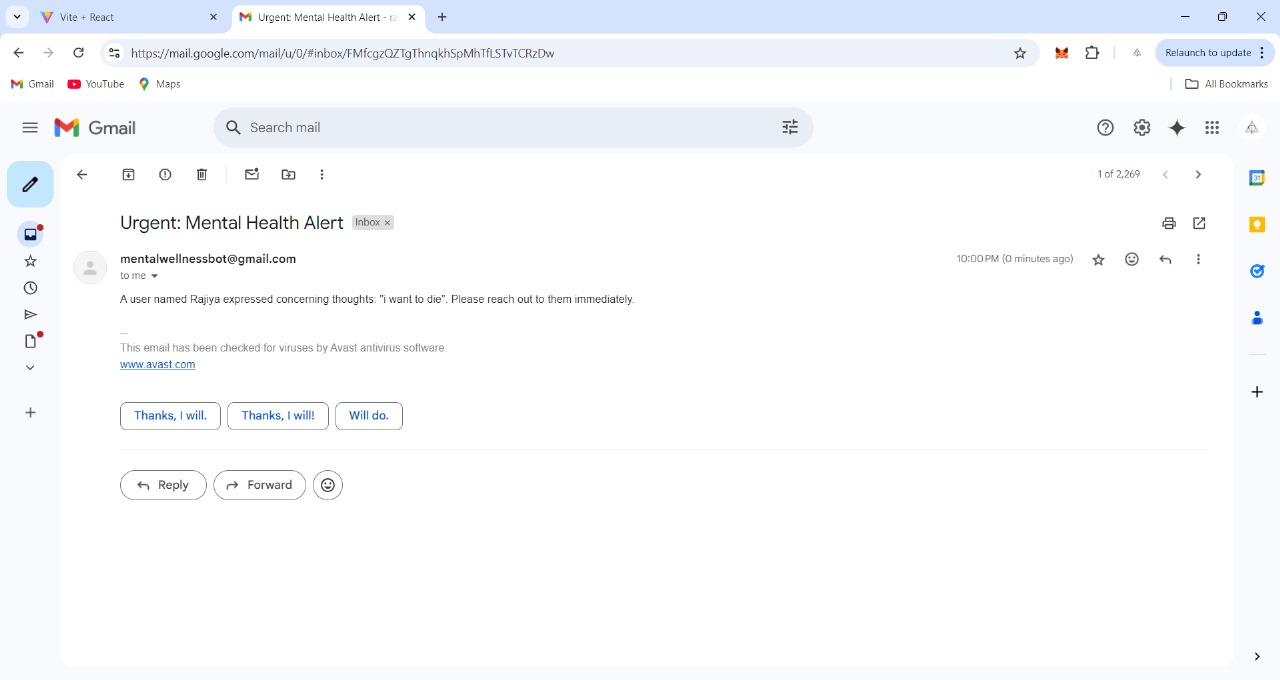 Vite + React
Urgent: Mental Health Alert - ra
https://mail.google.com/mail/u/0/#inbox/FMfcgzQZTgThnqkhSpMhTfLSTvTCRzDw
Relaunch to update
Gmail
YouTube
Maps
All Bookmarks
Gmail
Search mail
1 of 2,269
Urgent: Mental Health Alert
Inbox ×
mentalwellnessbot@gmail.com
10:00 PM (0 minutes ago)
to me
A user named Rajiya expressed concerning thoughts: "i want to die". Please reach out to them immediately.
--
This email has been checked for viruses by Avast antivirus software.
www.avast.com
Thanks, I will.
Thanks, I will!
Will do.
Reply
Forward
31